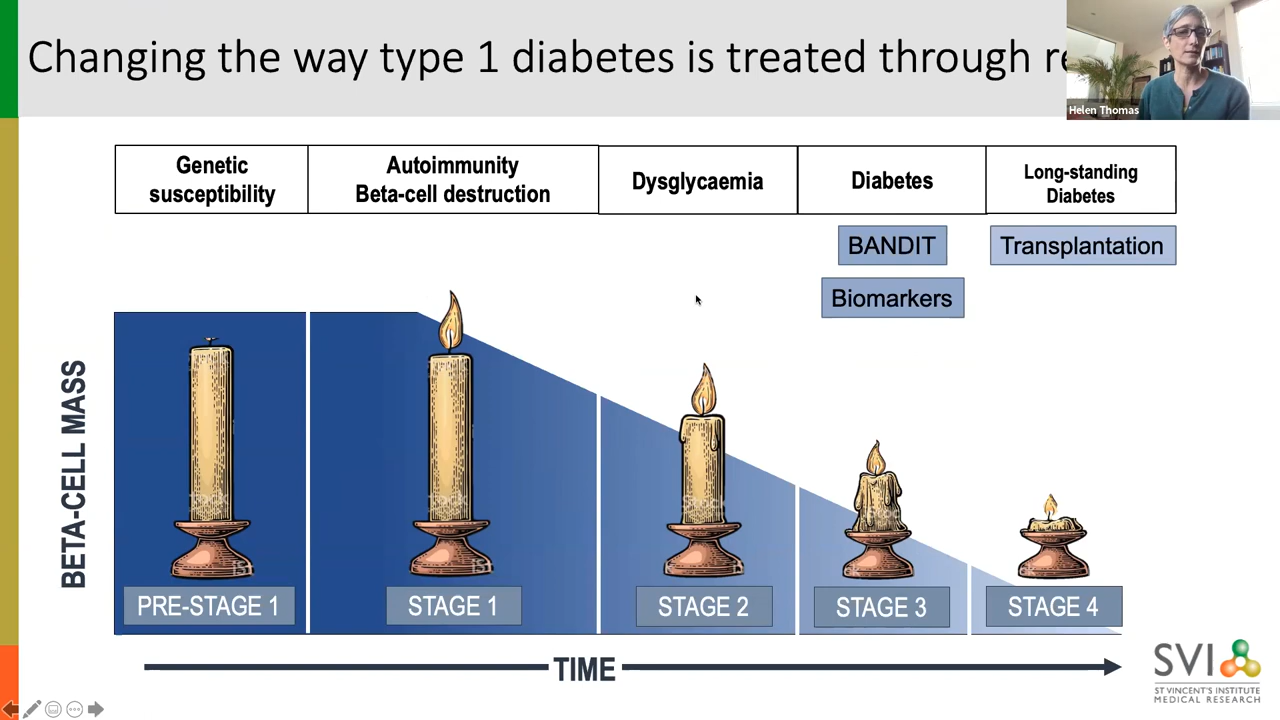 Changing the way type 1 diabetes is treated through
Helen Thomas
Genetic
susceptibility
Autoimmunity
Beta-cell destruction
Dysglycaemia
Diabetes
Long-standing
Diabetes
BANDIT
Transplantation
Biomarkers
BETA-CELL MASS
PRE-STAGE 1
STAGE 1
STAGE 2
STAGE 3
STAGE 4
TIME
SVI
ST VINCENT'S INSTITUTE
MEDICAL RESEARCH